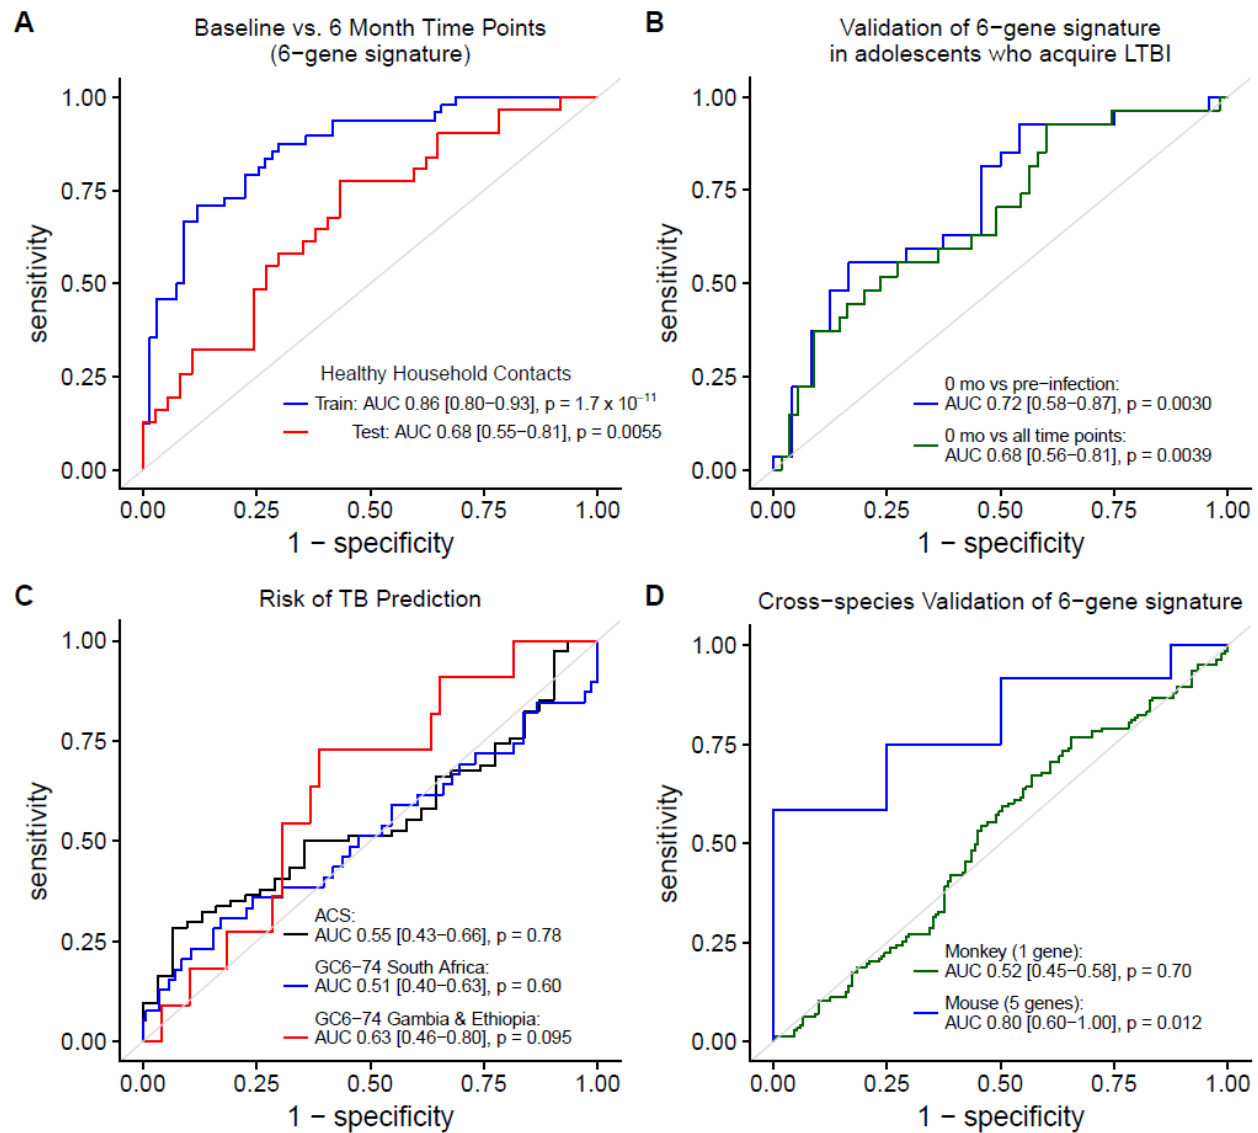 A
Baseline vs. 6 Month Time Points
(6−gene signature)
1.00
0.75
0.50
0.25
0.00
sensitivity
Healthy Household Contacts
Train: AUC 0.86 [0.80−0.93], p = 1.7 x 10⁻¹¹
Test: AUC 0.68 [0.55−0.81], p = 0.0055
0.00 0.25 0.50 0.75 1.00
1 − specificity
B
Validation of 6−gene signature
in adolescents who acquire LTBI
1.00
0.75
0.50
0.25
0.00
sensitivity
0 mo vs pre−infection:
AUC 0.72 [0.58−0.87], p = 0.0030
0 mo vs all time points:
AUC 0.68 [0.56−0.81], p = 0.0039
0.00 0.25 0.50 0.75 1.00
1 − specificity
C
Risk of TB Prediction
1.00
0.75
0.50
0.25
0.00
sensitivity
ACS:
AUC 0.55 [0.43−0.66], p = 0.78
GC6−74 South Africa:
AUC 0.51 [0.40−0.63], p = 0.60
GC6−74 Gambia & Ethiopia:
AUC 0.63 [0.46−0.80], p = 0.095
0.00 0.25 0.50 0.75 1.00
1 − specificity
D
Cross−species Validation of 6−gene signature
1.00
0.75
0.50
0.25
0.00
sensitivity
Monkey (1 gene):
AUC 0.52 [0.45−0.58], p = 0.70
Mouse (5 genes):
AUC 0.80 [0.60−1.00], p = 0.012
0.00 0.25 0.50 0.75 1.00
1 − specificity